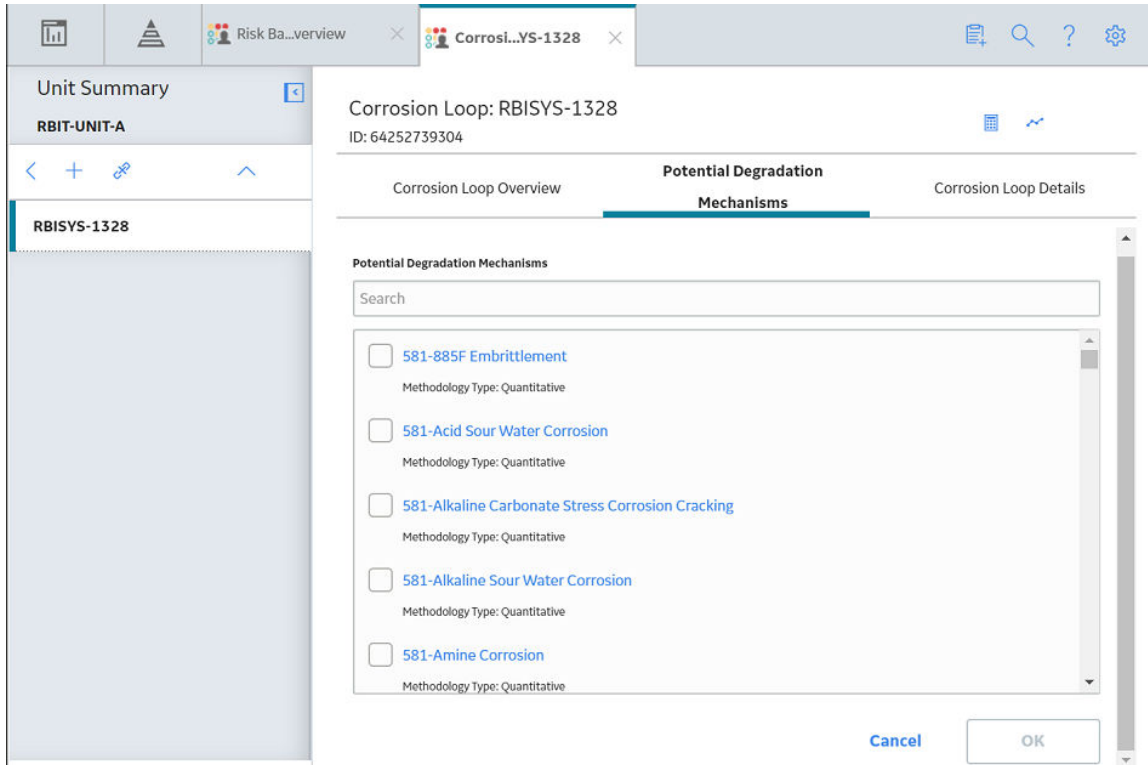 Risk Ba...verview
Corrosi...YS-1328
?
Unit Summary
RBIT-UNIT-A
RBISYS-1328
Corrosion Loop: RBISYS-1328
ID: 64252739304
Corrosion Loop Overview
Potential Degradation
Mechanisms
Corrosion Loop Details
Potential Degradation Mechanisms
Search
581-885F Embrittlement
Methodology Type: Quantitative
581-Acid Sour Water Corrosion
Methodology Type: Quantitative
581-Alkaline Carbonate Stress Corrosion Cracking
Methodology Type: Quantitative
581-Alkaline Sour Water Corrosion
Methodology Type: Quantitative
581-Amine Corrosion
Methodology Type: Quantitative
Cancel
OK